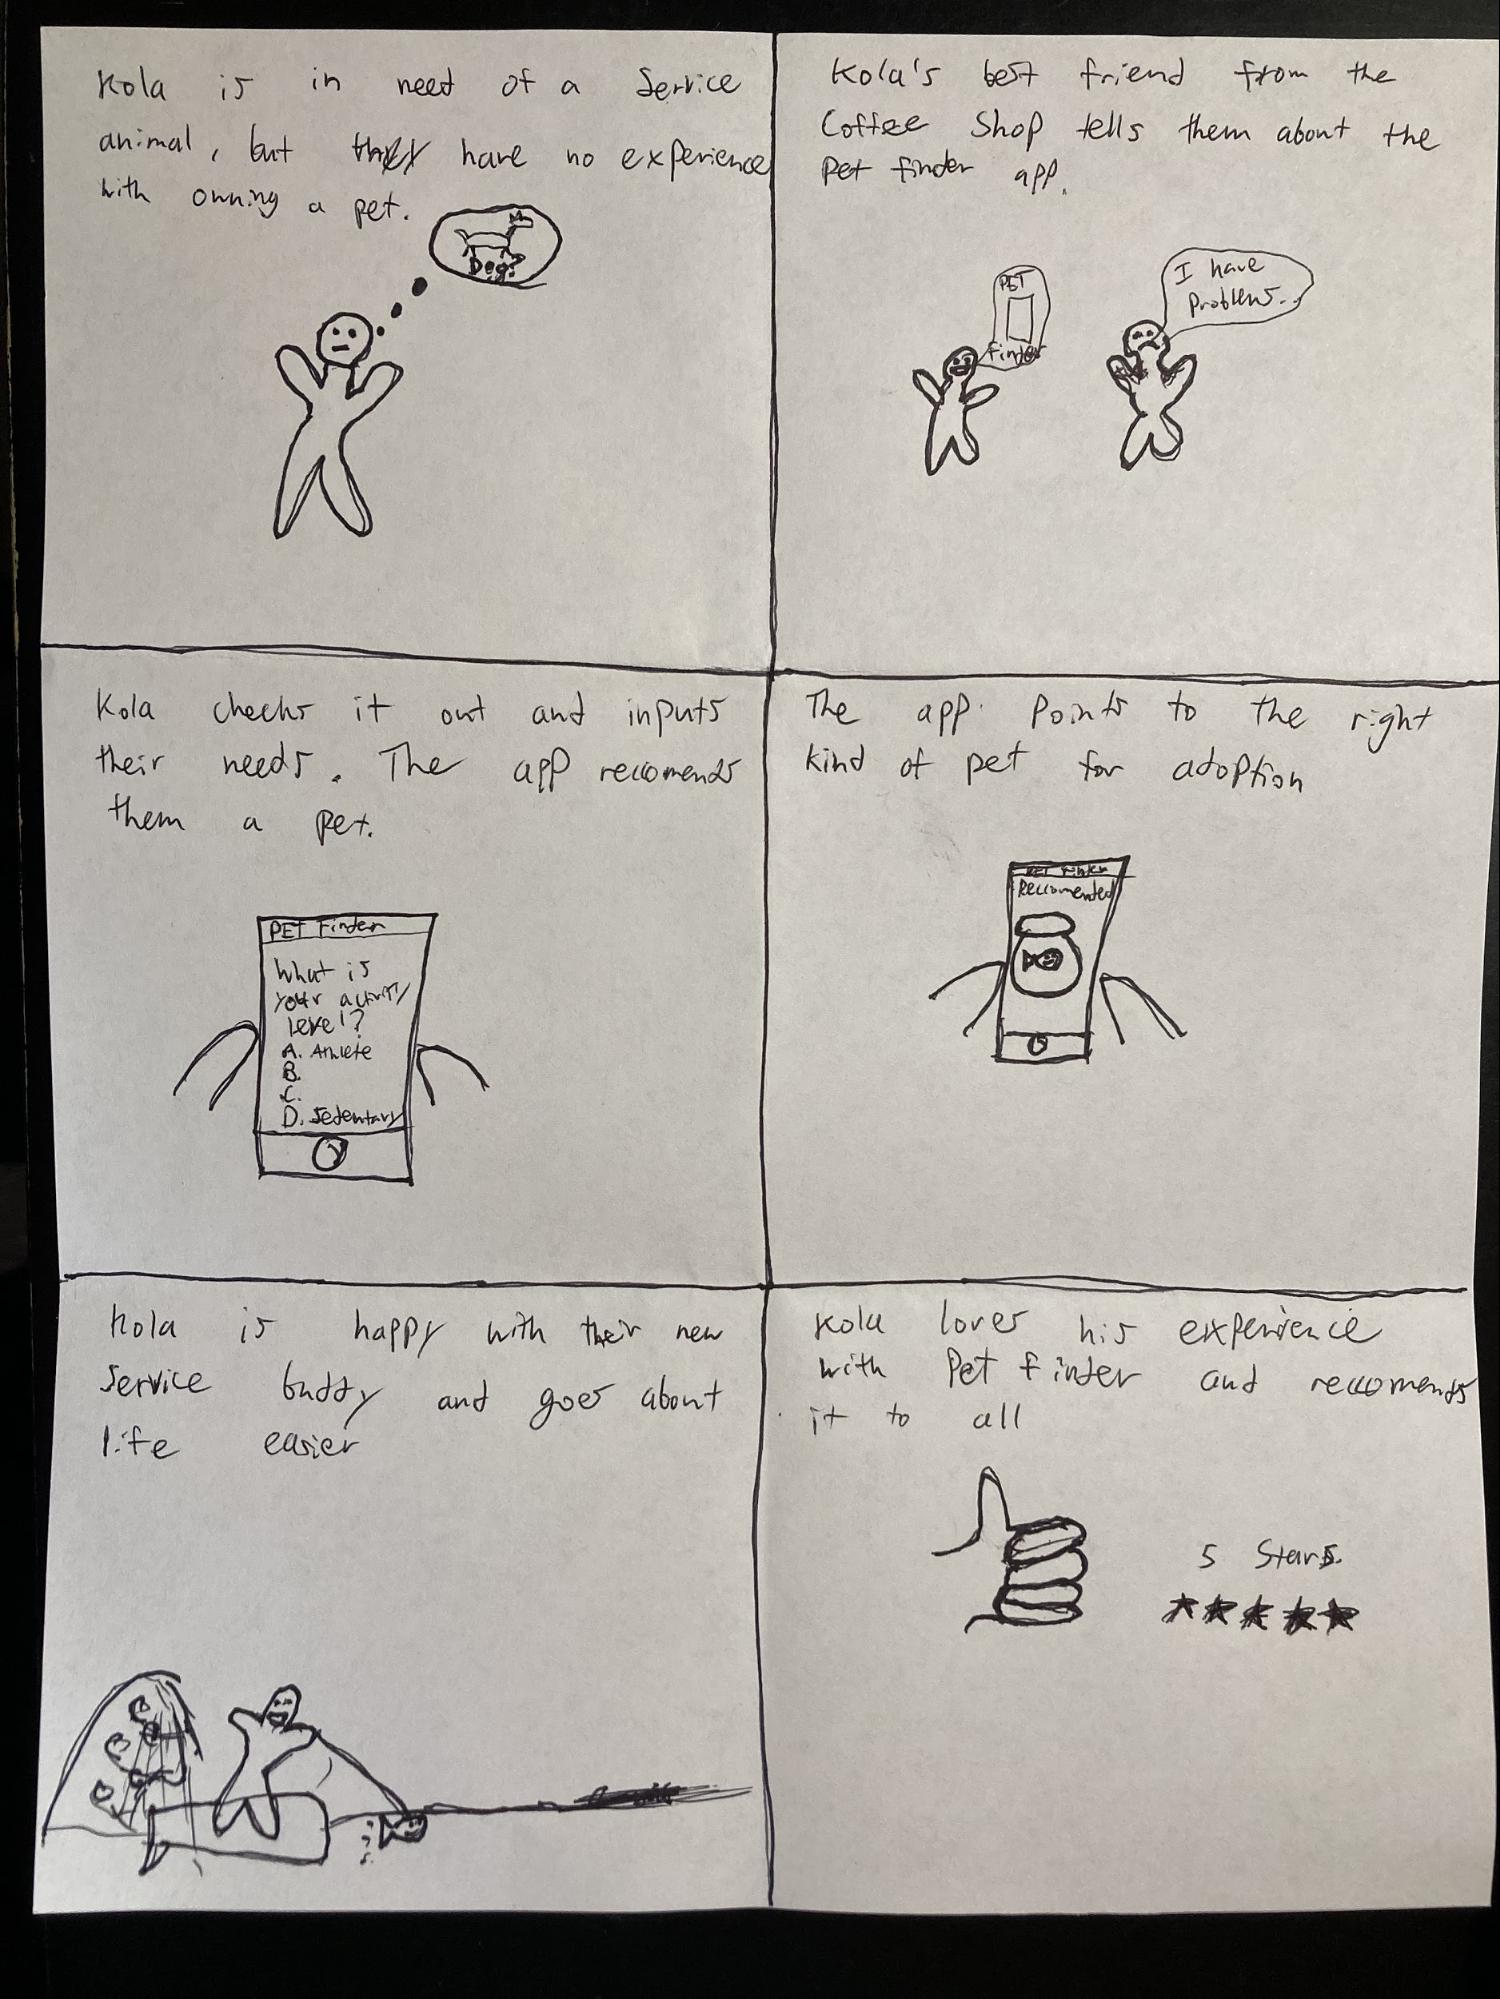 Kola is in need of a Service
animal, but they have no experience
with owning a pet.
Dog?
Kola's best friend from the
Coffee Shop tells them about the
Pet finder app.
PET
Finder
I have
problems..
Kola checks it out and inputs
their needs. The app reccomends
them a pet.
PET Finder
What is
your activity
level?
A. Athlete
B.
C.
D. Sedentary
The app points to the right
kind of pet for adoption
PET Finder
Reccomended
Kola is happy with their new
Service buddy and goes about
life easier
Kola loves his experience
with Pet finder and reccomends
it to all
5 Stars.